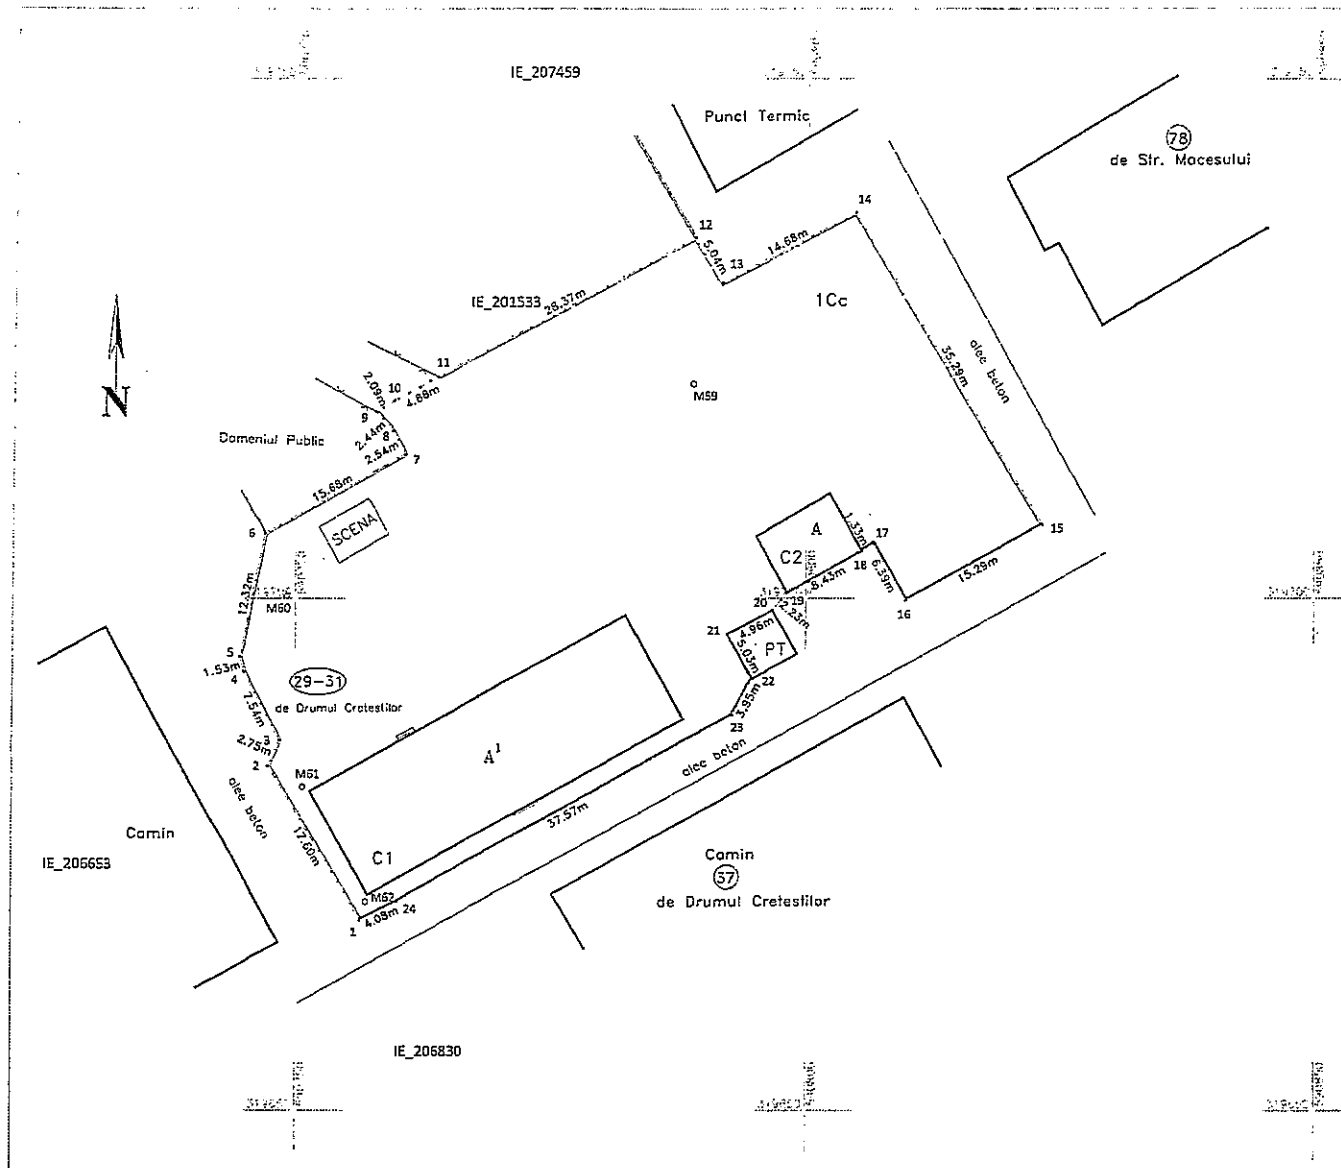 IE_207459
Punct Termic
78
de Str. Macesului
14
12
5.04m
13
14.68m
1Cc
IE_201533
28.37m
11
35.29m
alee beton
N
2.09m
10
4.88m
M59
9
2.44m
8
Domeniul Public
2.54m
7
15.68m
6
SCENA
A
1.33m
17
15
C2
18
12.32m
8.43m
6.39m
15.29m
M60
20
19
2.23m
16
21
4.96m
5
5.03m
PT
1.53m
4
29-31
22
de Drumul Cretestilor
7.54m
3.95m
23
3
2.75m
2
A¹
alee beton
M61
alee beton
37.57m
Camin
17.60m
C1
IE_206653
Camin
37
M62
de Drumul Cretestilor
4.08m
24
1
IE_206830